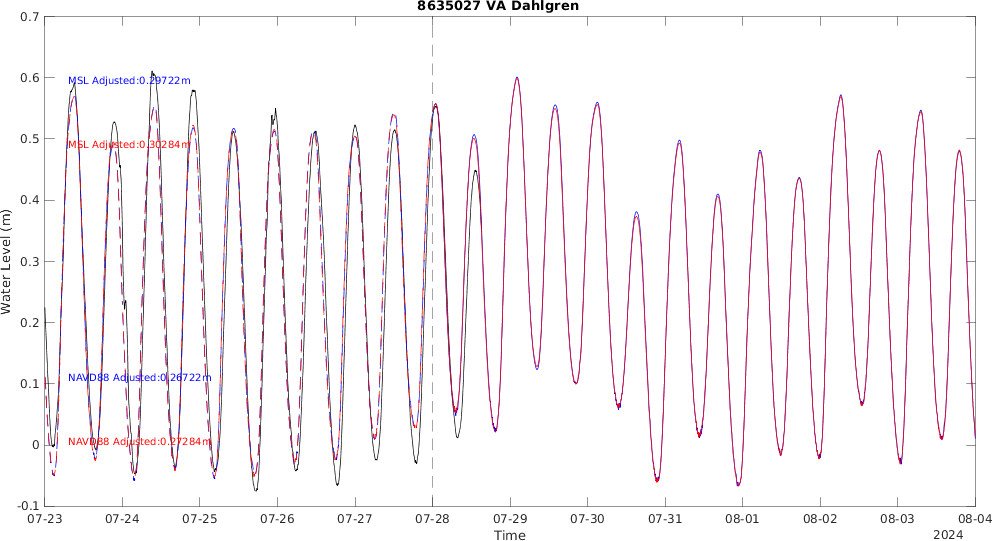 8635027 VA Dahlgren
0.7
0.6
0.5
0.4
0.3
0.2
0.1
0
-0.1
Water Level (m)
MSL Adjusted:0.29722m
MSL Adjusted:0.30284m
NAVD88 Adjusted:0.26722m
NAVD88 Adjusted:0.27284m
07-23 07-24 07-25 07-26 07-27 07-28 07-29 07-30 07-31 08-01 08-02 08-03 08-04
Time
2024